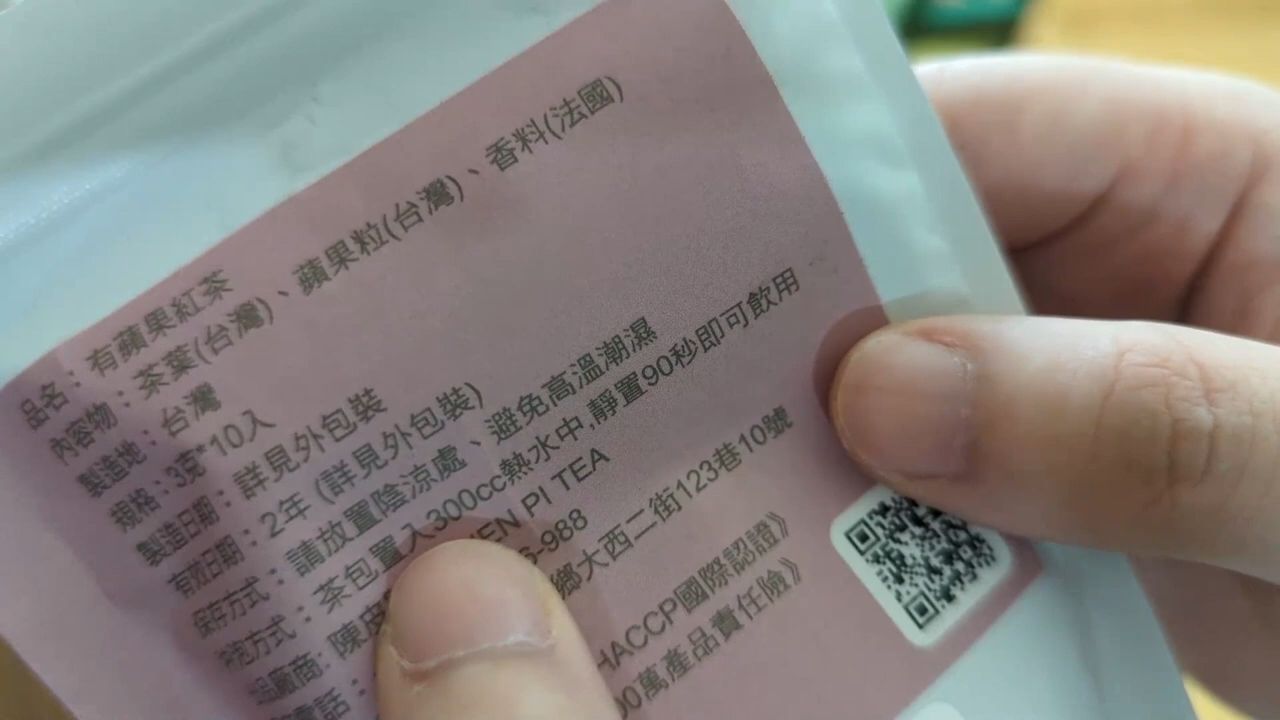 品名：有蘋果紅茶
內容物：茶葉(台灣)、蘋果粒(台灣)、香料(法國)
製造地：台灣
規格：3克*10入
製造日期：詳見外包裝
有效日期：2年 (詳見外包裝)
保存方式：請放置陰涼處、避免高溫潮濕
方式：茶包置入300cc熱水中,靜置90秒即可飲用
廠商：陳皮 EN PI TEA
電話： 6-988
鄉大西二街123巷10號
HACCP國際認證》
00萬產品責任險》